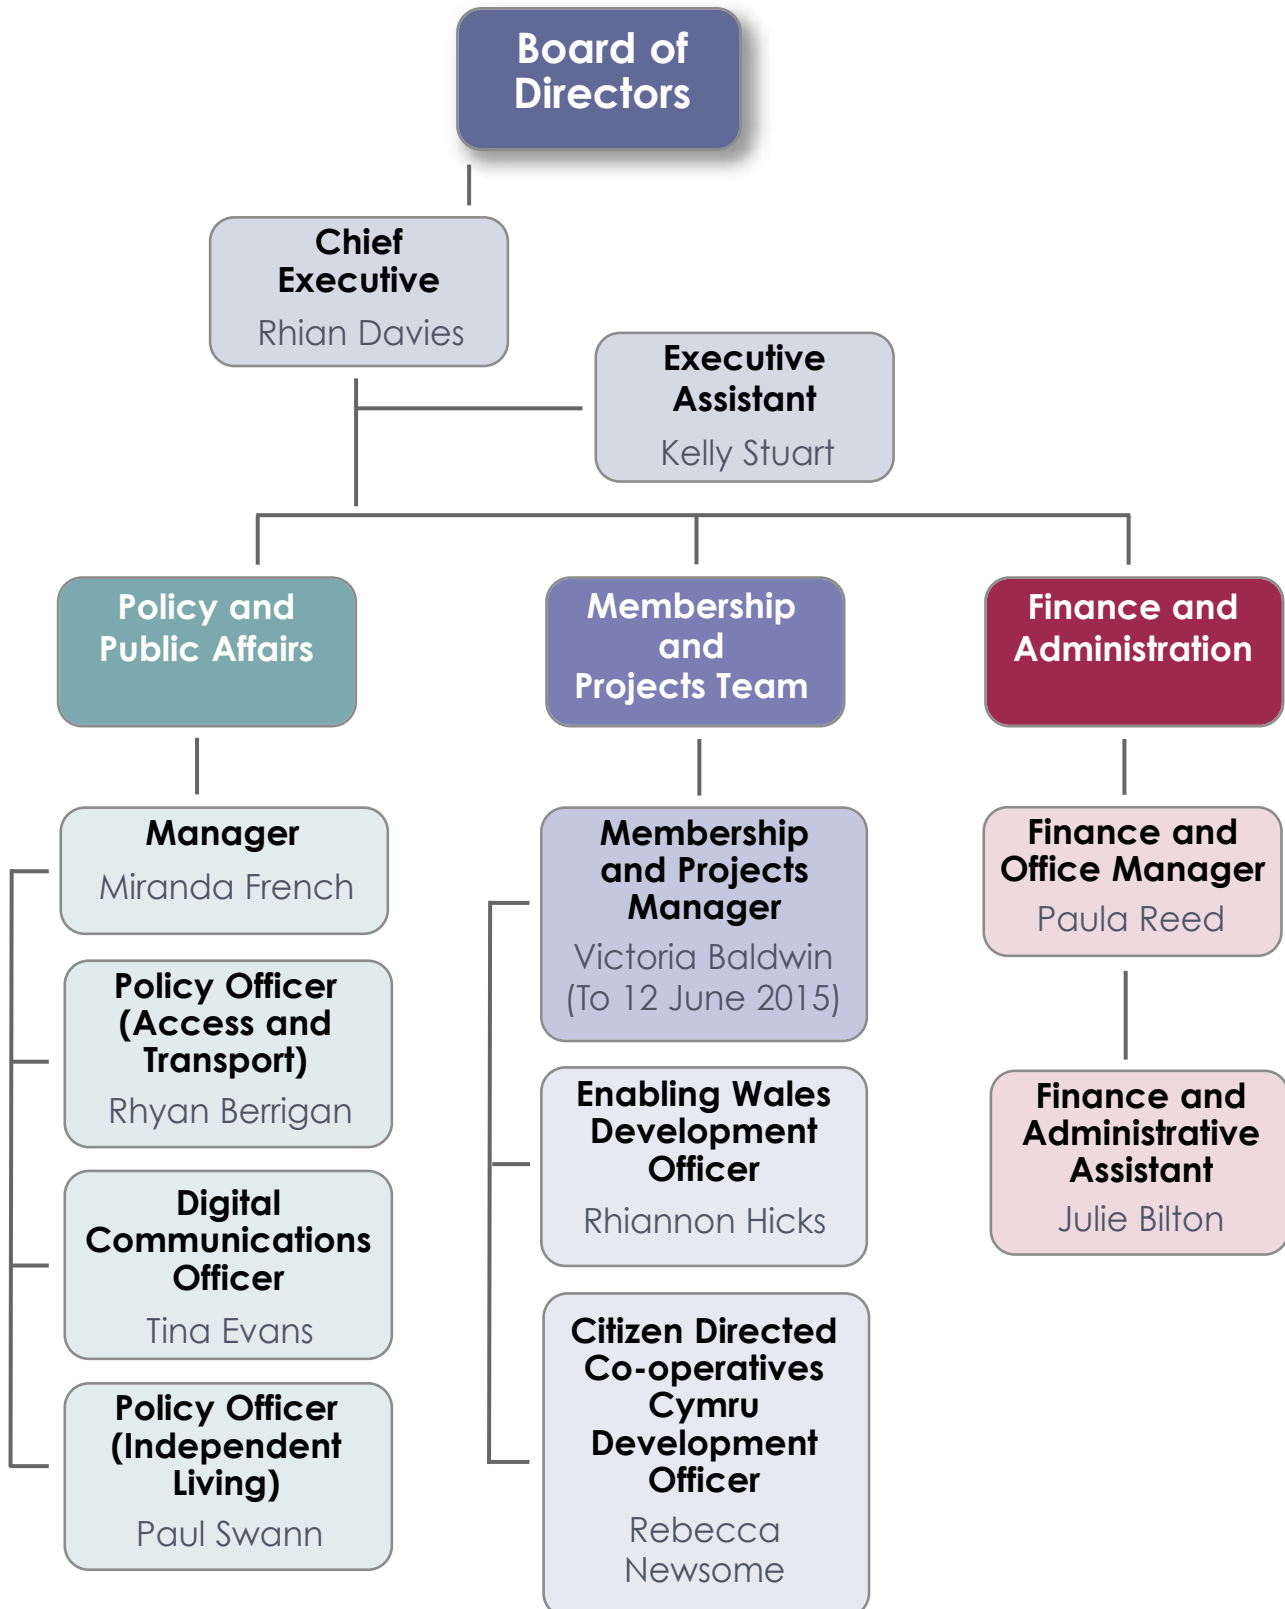 Board of
Directors
Chief
Executive
Rhian Davies
Executive
Assistant
Kelly Stuart
Policy and
Public Affairs
Manager
Miranda French
Policy Officer
(Access and
Transport)
Rhyan Berrigan
Digital
Communications
Officer
Tina Evans
Policy Officer
(Independent
Living)
Paul Swann
Membership
and
Projects Team
Membership
and Projects
Manager
Victoria Baldwin
(To 12 June 2015)
Enabling Wales
Development
Officer
Rhiannon Hicks
Citizen Directed
Co-operatives
Cymru
Development
Officer
Rebecca
Newsome
Finance and
Administration
Finance and
Office Manager
Paula Reed
Finance and
Administrative
Assistant
Julie Bilton